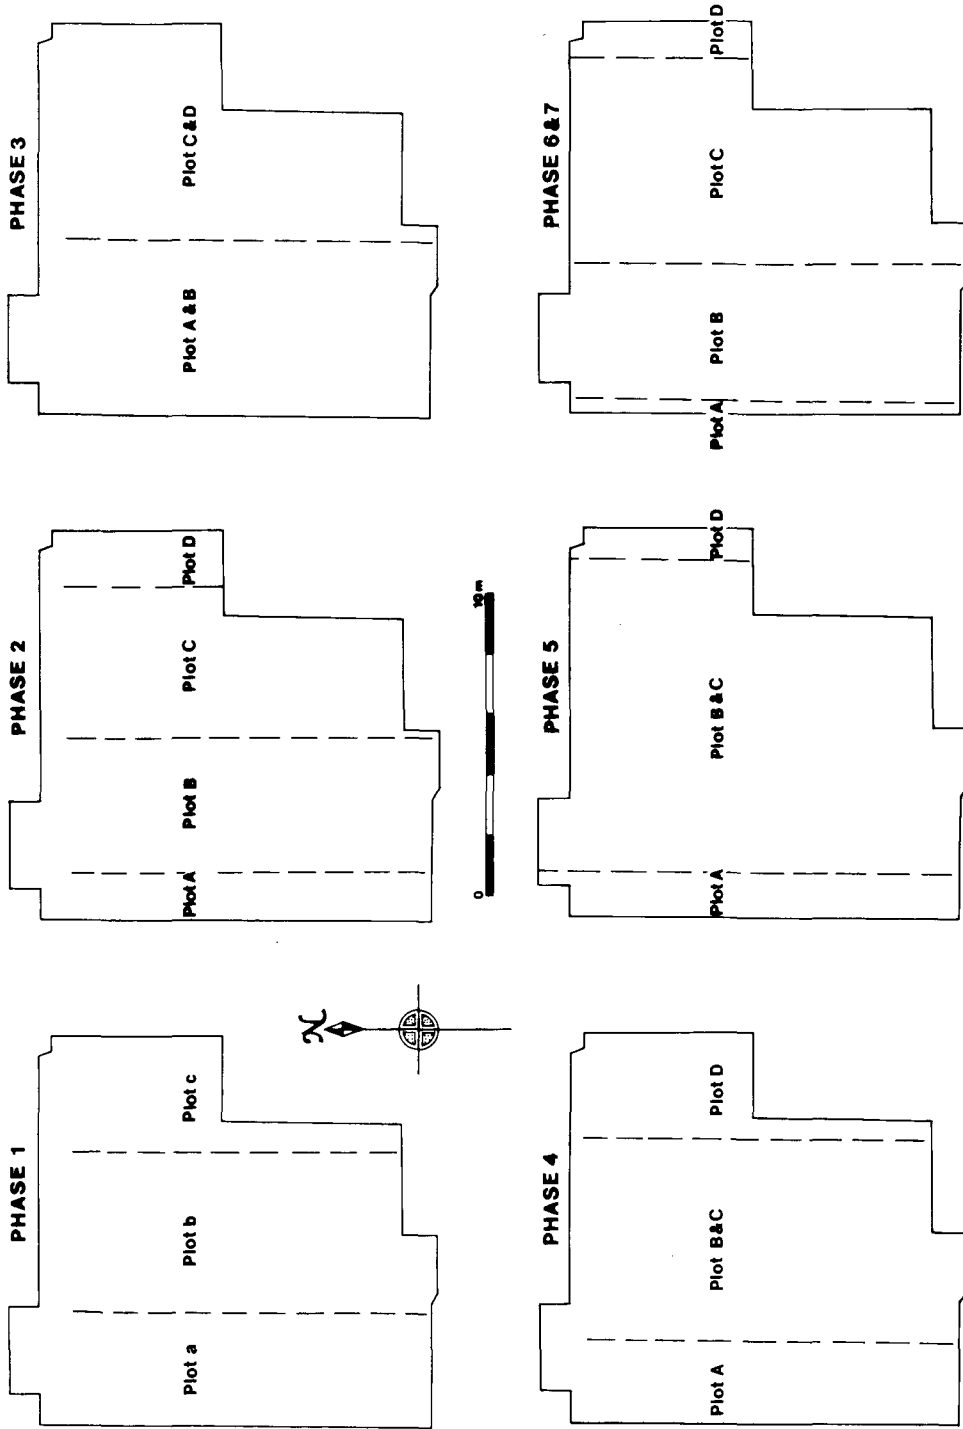 PHASE 1
Plot a
Plot b
Plot c
PHASE 2
Plot A
Plot B
Plot C
Plot D
PHASE 3
Plot A & B
Plot C & D
N
0
10 m
PHASE 4
Plot A
Plot B&C
Plot D
PHASE 5
Plot A
Plot B & C
Plot D
PHASE 6 & 7
Plot A
Plot B
Plot C
Plot D